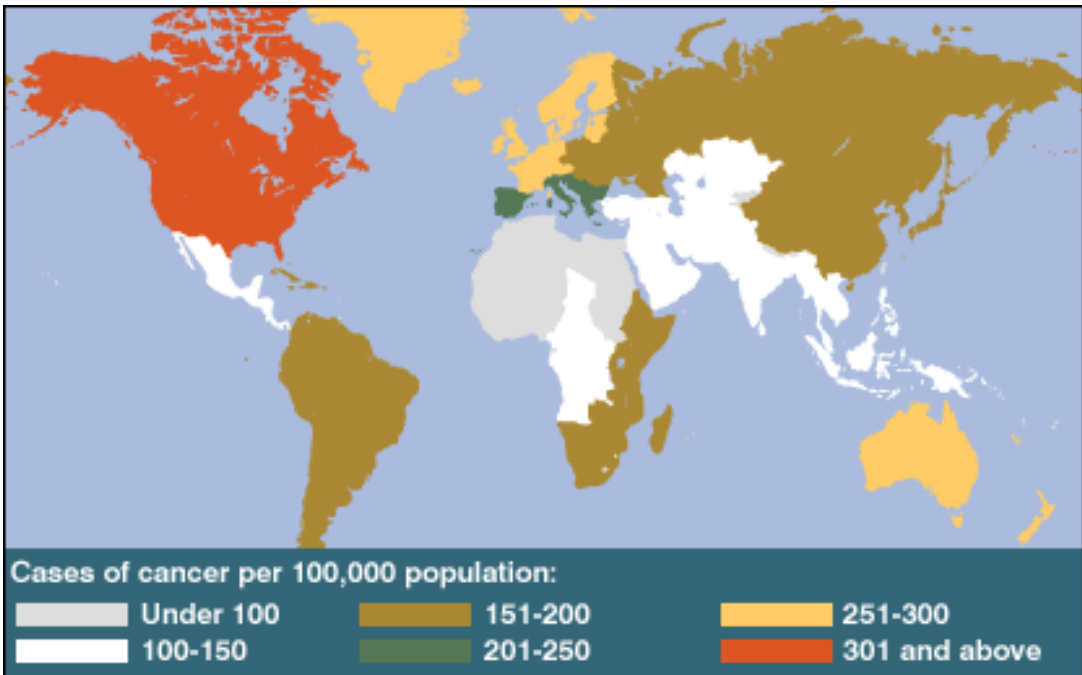 Cases of cancer per 100,000 population:
Under 100 151-200 251-300
100-150 201-250 301 and above